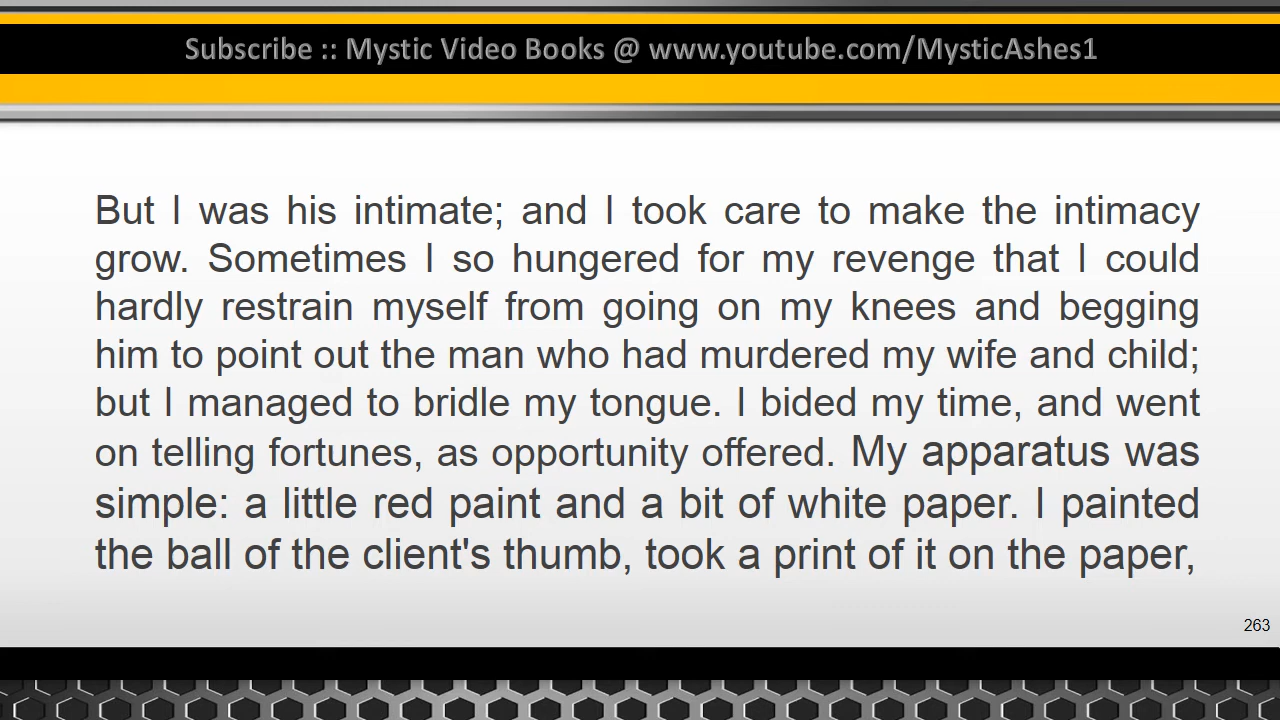 Subscribe :: Mystic Video Books @ www.youtube.com/MysticAshes1
But I was his intimate; and I took care to make the intimacy
grow. Sometimes I so hungered for my revenge that I could
hardly restrain myself from going on my knees and begging
him to point out the man who had murdered my wife and child;
but I managed to bridle my tongue. I bided my time, and went
on telling fortunes, as opportunity offered. My apparatus was
simple: a little red paint and a bit of white paper. I painted
the ball of the client's thumb, took a print of it on the paper,
263